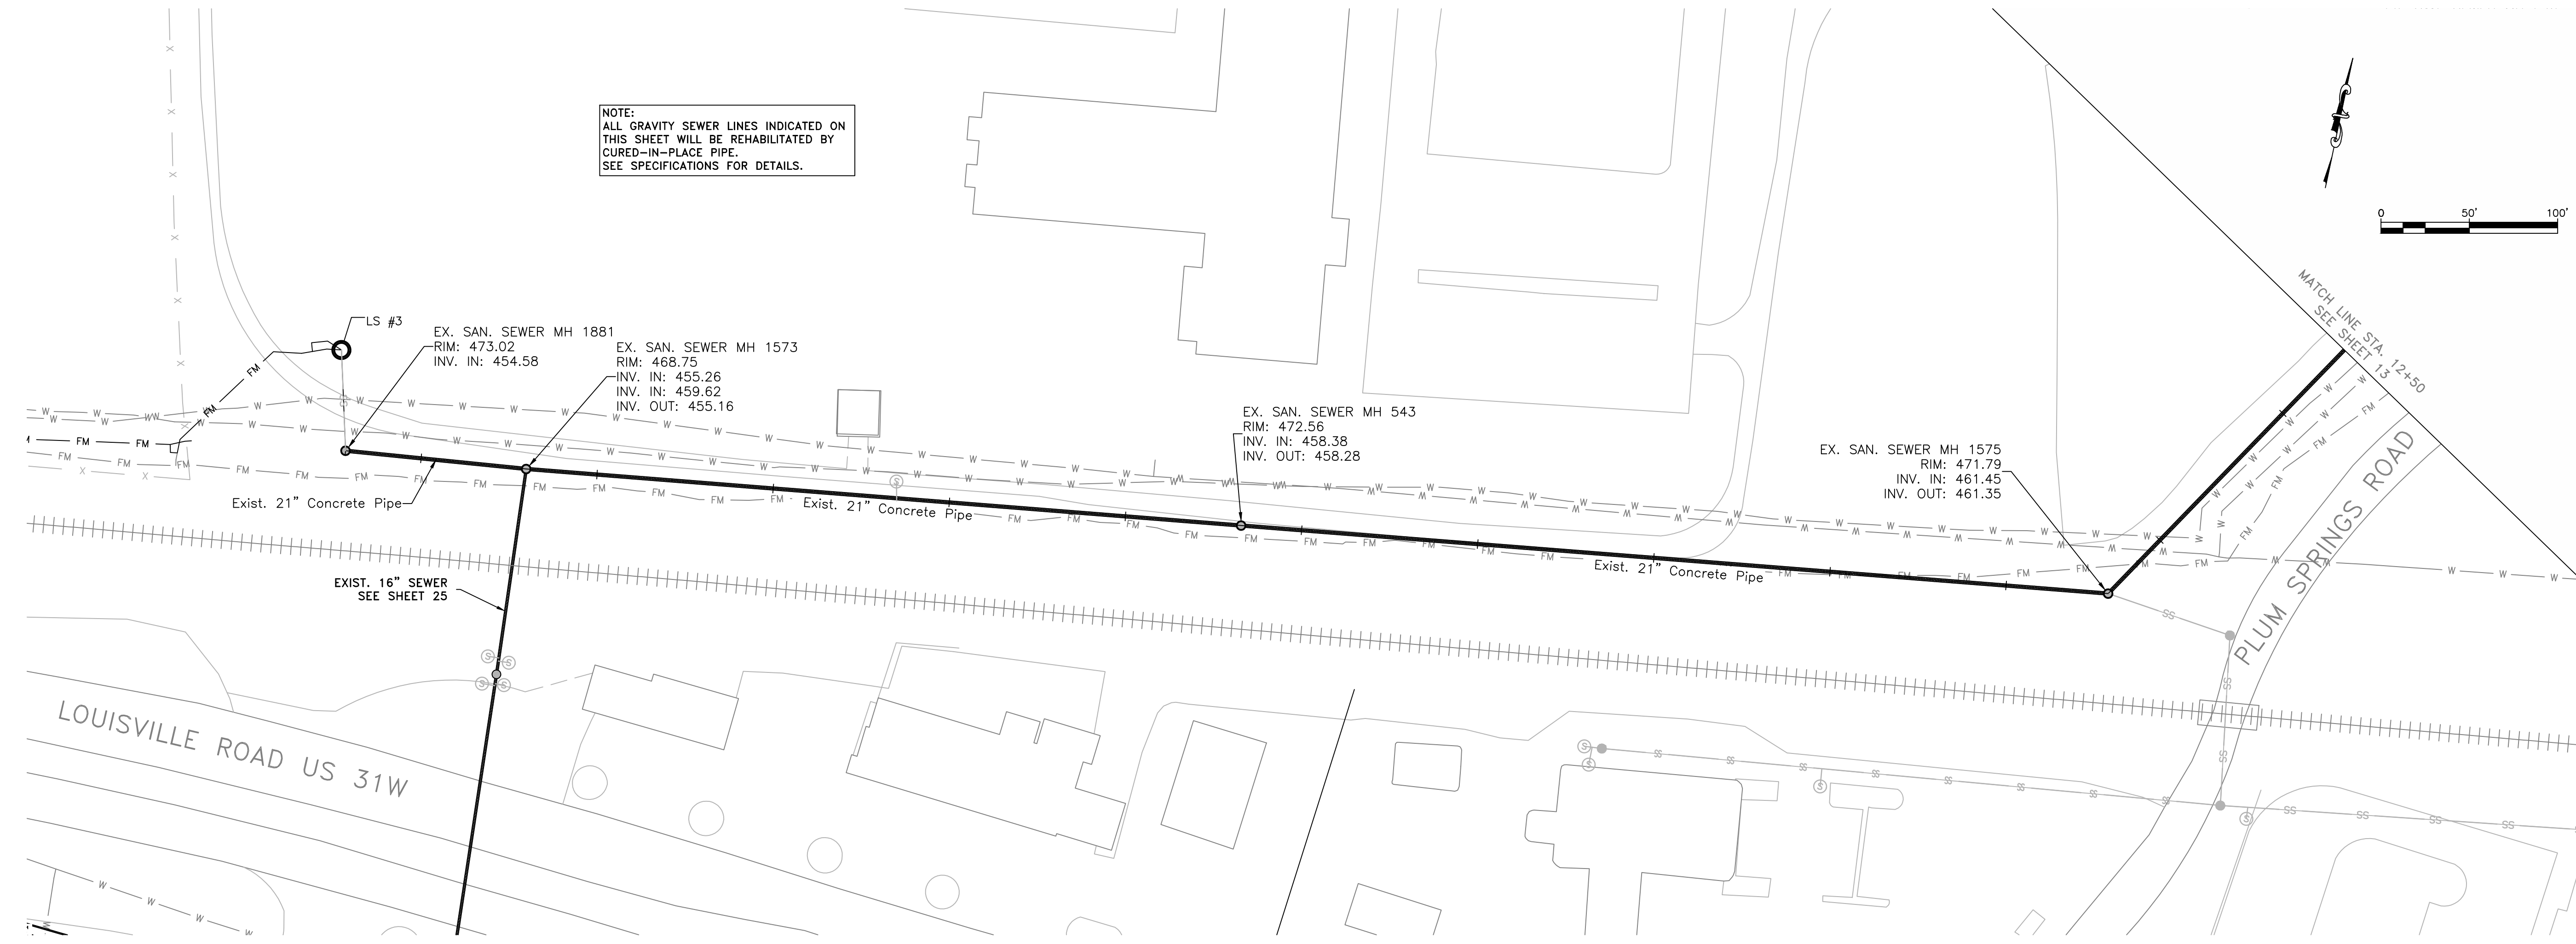 NOTE:
ALL GRAVITY SEWER LINES INDICATED ON
THIS SHEET WILL BE REHABILITATED BY
CURED-IN-PLACE PIPE.
SEE SPECIFICATIONS FOR DETAILS.
0 50' 100'
MATCH LINE STA. 12+50
SEE SHEET 13
LS #3
EX. SAN. SEWER MH 1881
RIM: 473.02
INV. IN: 454.58
EX. SAN. SEWER MH 1573
RIM: 468.75
INV. IN: 455.26
INV. IN: 459.62
INV. OUT: 455.16
EX. SAN. SEWER MH 543
RIM: 472.56
INV. IN: 458.38
INV. OUT: 458.28
EX. SAN. SEWER MH 1575
RIM: 471.79
INV. IN: 461.45
INV. OUT: 461.35
Exist. 21" Concrete Pipe
Exist. 21" Concrete Pipe
Exist. 21" Concrete Pipe
EXIST. 16" SEWER
SEE SHEET 25
PLUM SPRINGS ROAD
LOUISVILLE ROAD US 31W